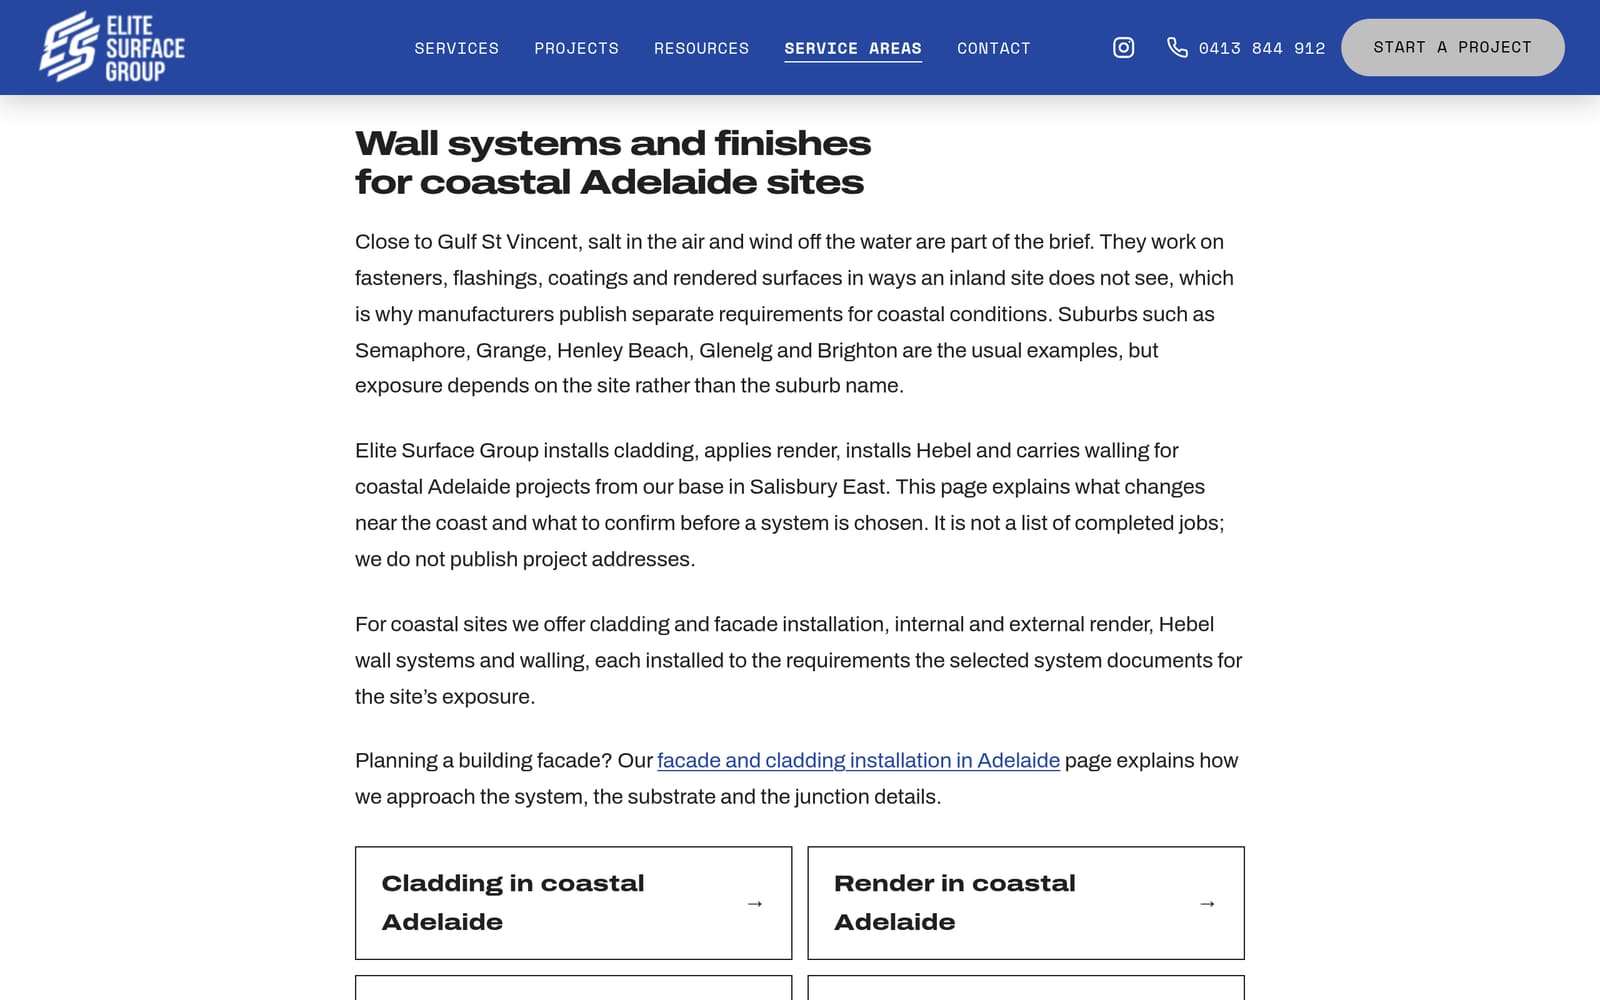 ELITE
SURFACE
GROUP
SERVICES PROJECTS RESOURCES SERVICE AREAS CONTACT 0413 844 912 START A PROJECT
Wall systems and finishes
for coastal Adelaide sites
Close to Gulf St Vincent, salt in the air and wind off the water are part of the brief. They work on
fasteners, flashings, coatings and rendered surfaces in ways an inland site does not see, which
is why manufacturers publish separate requirements for coastal conditions. Suburbs such as
Semaphore, Grange, Henley Beach, Glenelg and Brighton are the usual examples, but
exposure depends on the site rather than the suburb name.
Elite Surface Group installs cladding, applies render, installs Hebel and carries walling for
coastal Adelaide projects from our base in Salisbury East. This page explains what changes
near the coast and what to confirm before a system is chosen. It is not a list of completed jobs;
we do not publish project addresses.
For coastal sites we offer cladding and facade installation, internal and external render, Hebel
wall systems and walling, each installed to the requirements the selected system documents for
the site’s exposure.
Planning a building facade? Our facade and cladding installation in Adelaide page explains how
we approach the system, the substrate and the junction details.
Cladding in coastal
Adelaide
→
Render in coastal
Adelaide
→